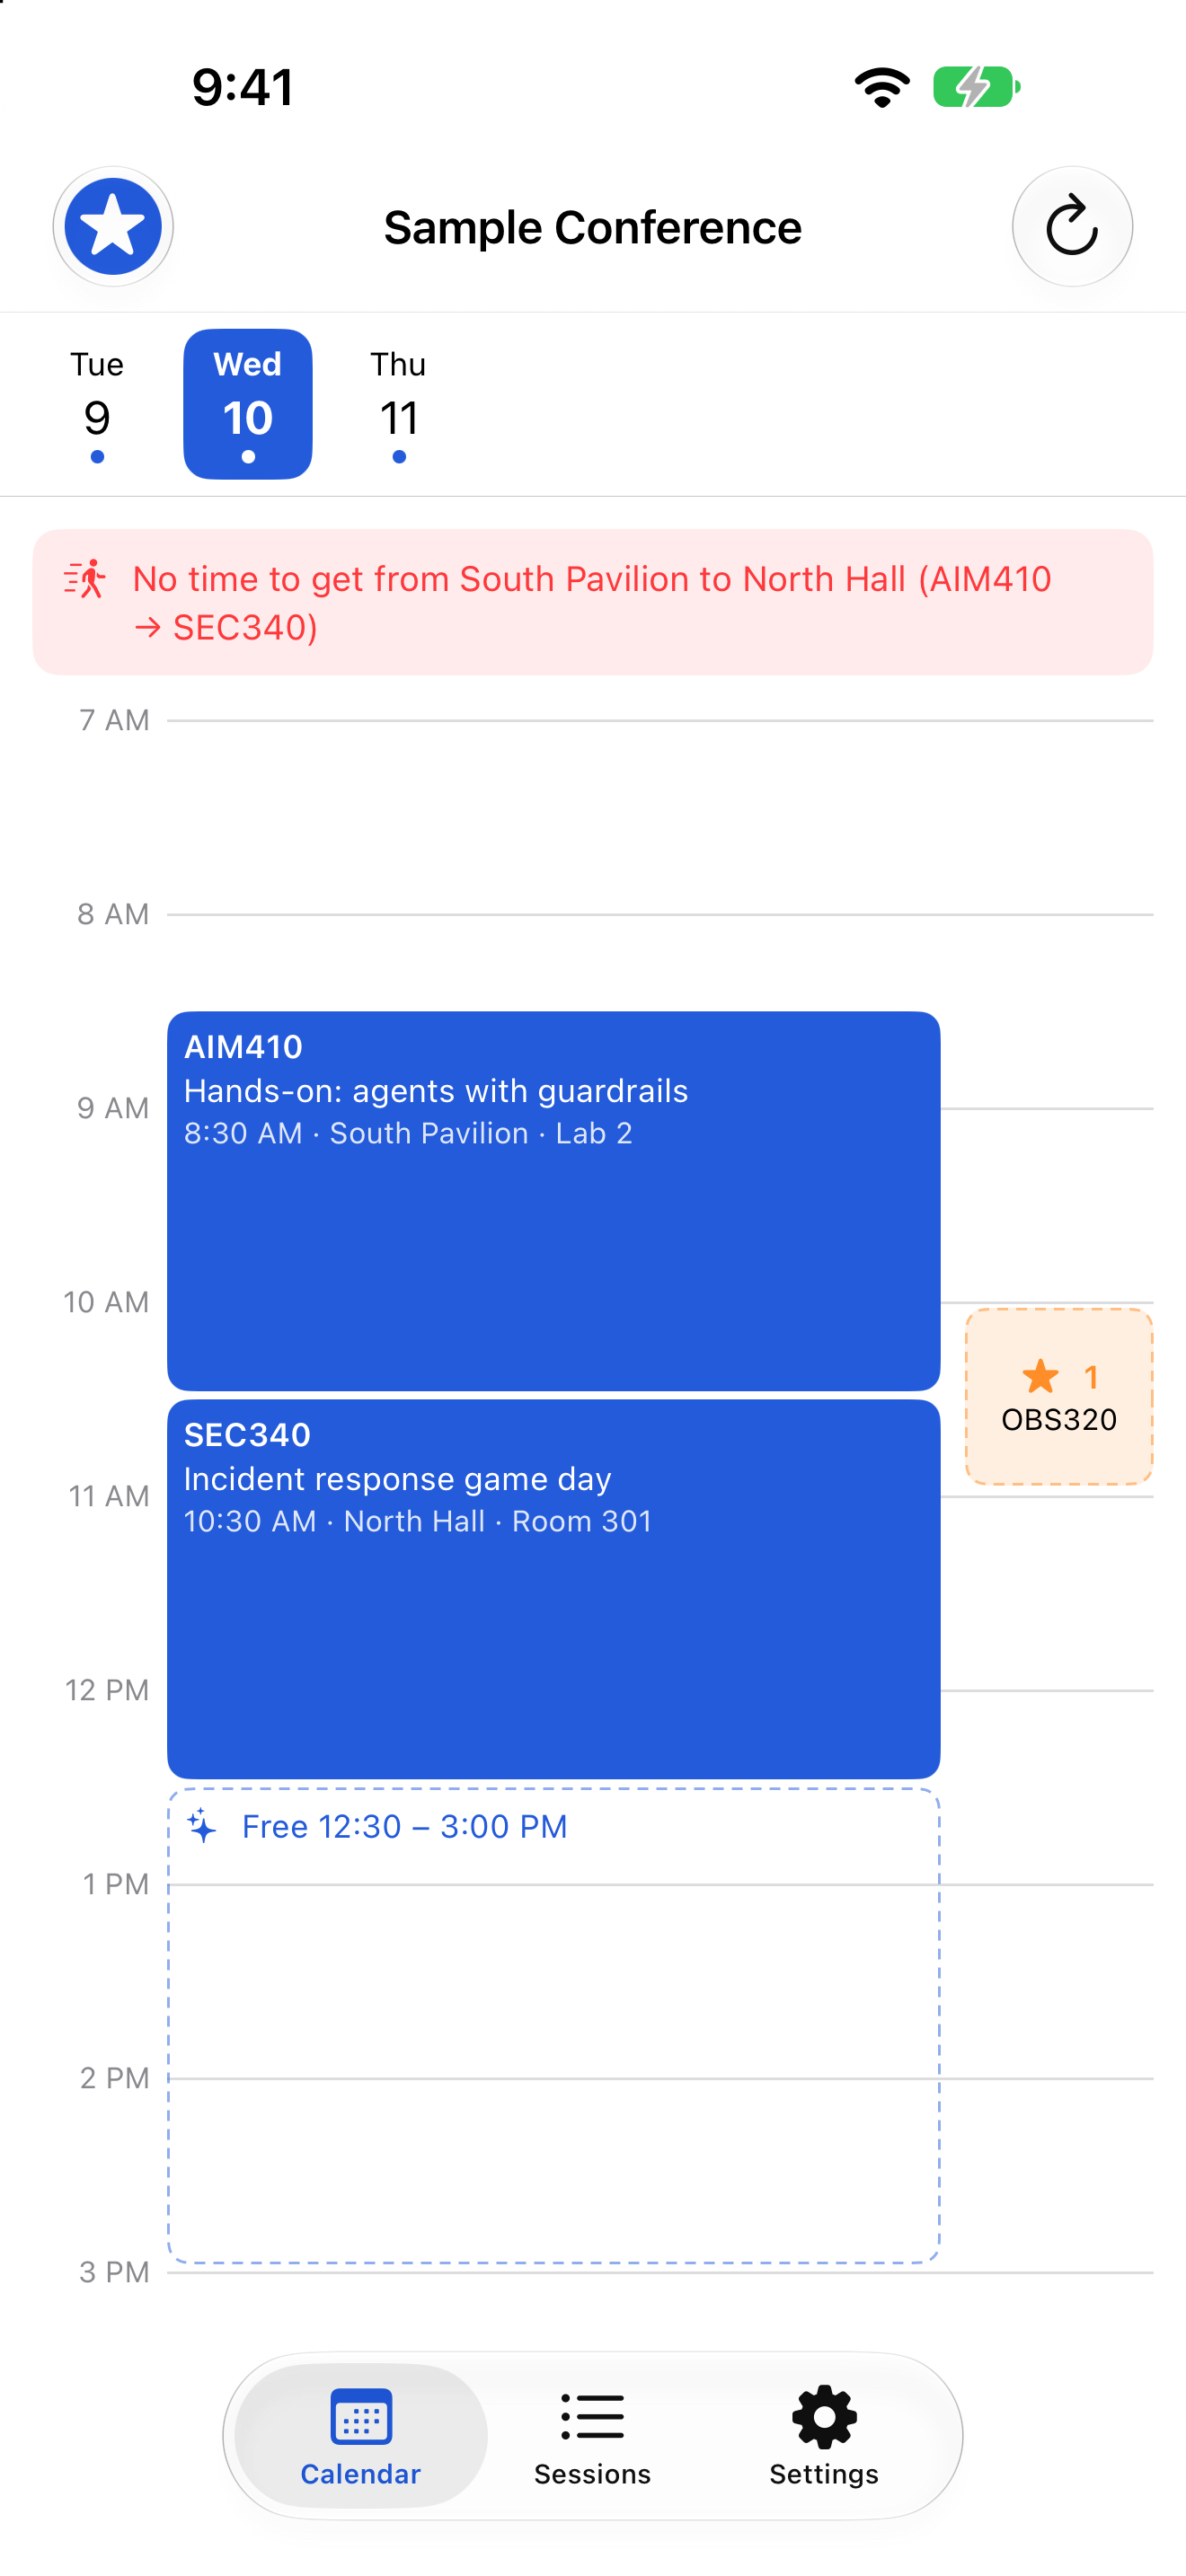 9:41
Sample Conference
Tue
9
Wed
10
Thu
11
No time to get from South Pavilion to North Hall (AIM410
→ SEC340)
7 AM
8 AM
AIM410
Hands-on: agents with guardrails
8:30 AM · South Pavilion · Lab 2
9 AM
10 AM
1
OBS320
SEC340
Incident response game day
10:30 AM · North Hall · Room 301
11 AM
12 PM
Free 12:30 – 3:00 PM
1 PM
2 PM
3 PM
Calendar
Sessions
Settings